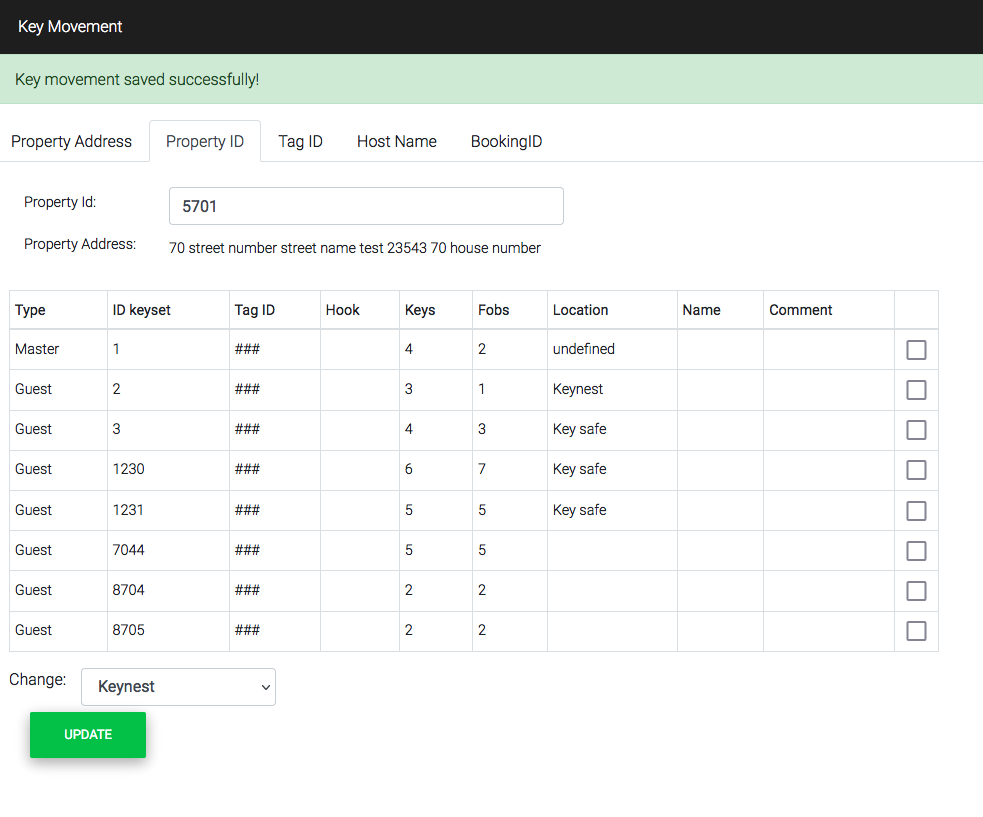 Key Movement
Key movement saved successfully!
Property Address Property ID Tag ID Host Name BookingID
Property Id: 5701
Property Address: 70 street number street name test 23543 70 house number
Type ID keyset Tag ID Hook Keys Fobs Location Name Comment
Master 1 ### 4 2 undefined
Guest 2 ### 3 1 Keynest
Guest 3 ### 4 3 Key safe
Guest 1230 ### 6 7 Key safe
Guest 1231 ### 5 5 Key safe
Guest 7044 ### 5 5
Guest 8704 ### 2 2
Guest 8705 ### 2 2
Change: Keynest
UPDATE